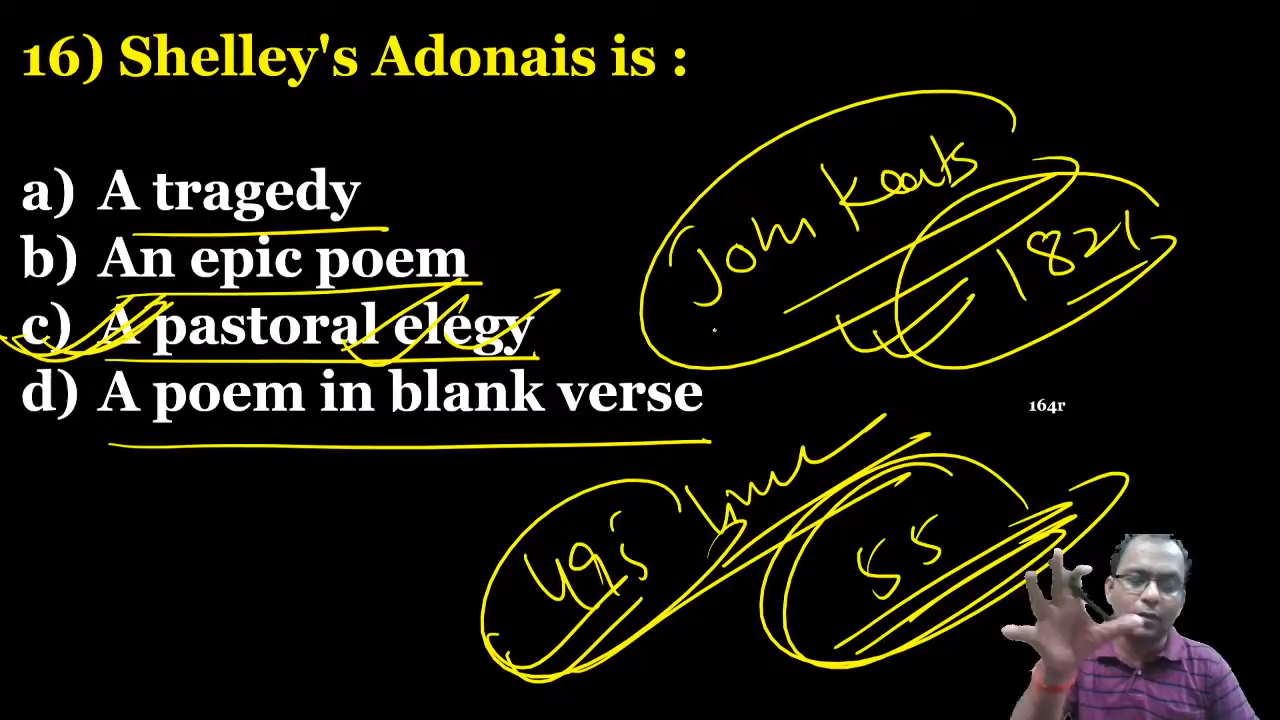 16) Shelley's Adonais is :
a) A tragedy
b) An epic poem
c) A pastoral elegy
d) A poem in blank verse
John Keats
1821
164r
495
55